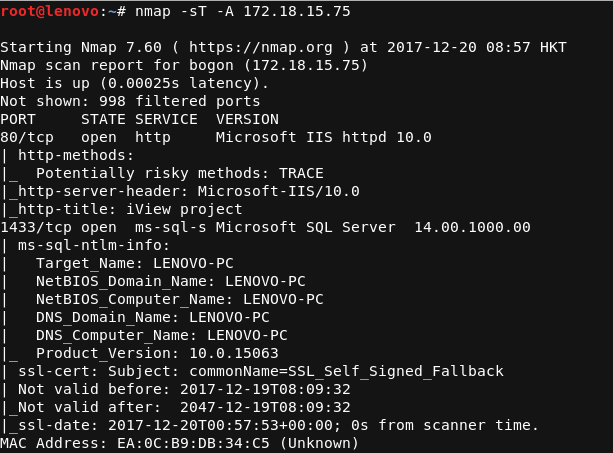 root@lenovo:~# nmap -sT -A 172.18.15.75
Starting Nmap 7.60 ( https://nmap.org ) at 2017-12-20 08:57 HKT
Nmap scan report for bogon (172.18.15.75)
Host is up (0.00025s latency).
Not shown: 998 filtered ports
PORT     STATE SERVICE  VERSION
80/tcp   open  http     Microsoft IIS httpd 10.0
| http-methods:
|_  Potentially risky methods: TRACE
|_http-server-header: Microsoft-IIS/10.0
|_http-title: iView project
1433/tcp open  ms-sql-s Microsoft SQL Server  14.00.1000.00
| ms-sql-ntlm-info:
|   Target_Name: LENOVO-PC
|   NetBIOS_Domain_Name: LENOVO-PC
|   NetBIOS_Computer_Name: LENOVO-PC
|   DNS_Domain_Name: LENOVO-PC
|   DNS_Computer_Name: LENOVO-PC
|_  Product_Version: 10.0.15063
| ssl-cert: Subject: commonName=SSL_Self_Signed_Fallback
| Not valid before: 2017-12-19T08:09:32
|_Not valid after:  2047-12-19T08:09:32
|_ssl-date: 2017-12-20T00:57:53+00:00; 0s from scanner time.
MAC Address: EA:0C:B9:DB:34:C5 (Unknown)